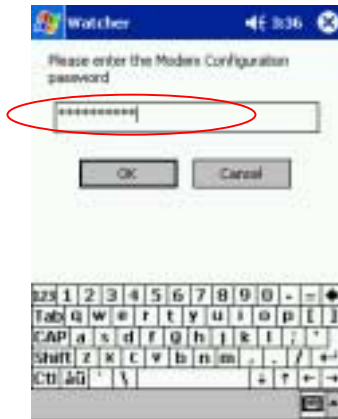 Watcher 3:36
Please enter the Modem Configuration
password
**********
OK Cancel
123 1 2 3 4 5 6 7 8 9 0 - =
Tab q w e r t y u i o p [ ]
CAP a s d f g h j k l ; '
Shift z x c v b n m , . /
Ctl áü ` \